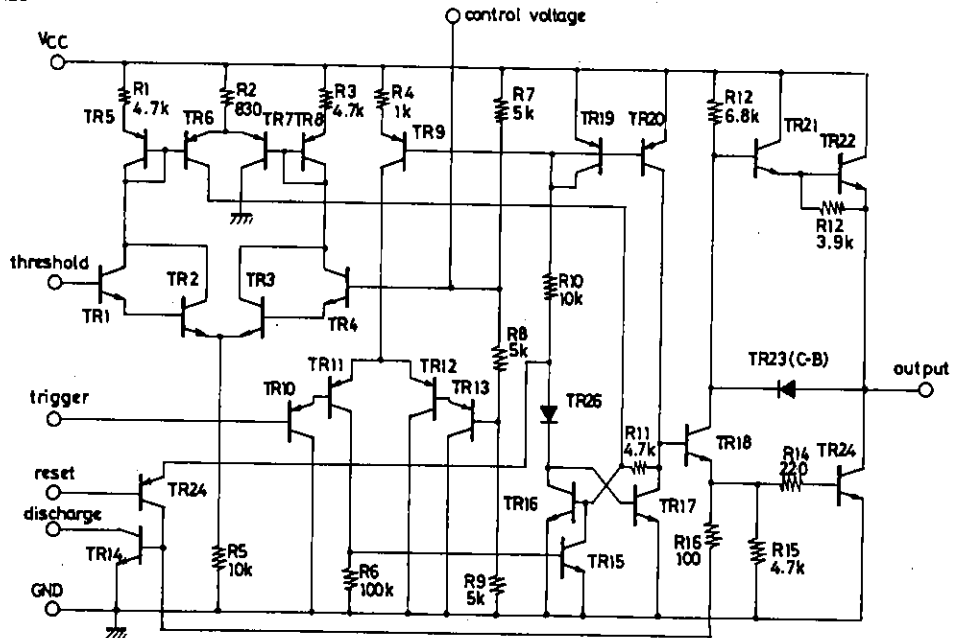 control voltage
VCC
R1
4.7k
R2
830
R3
4.7k
R4
1k
R7
5k
R12
6.8k
TR5
TR6
TR7
TR8
TR9
TR19
TR20
TR21
TR22
R12
3.9k
threshold
TR1
TR2
TR3
TR4
R10
10k
R8
5k
TR11
TR12
TR10
TR13
TR26
TR23(C-B)
output
trigger
R11
4.7k
TR18
R14
220
TR24
reset
TR24
discharge
TR14
TR16
TR17
R5
10k
R6
100k
TR15
R9
5k
R16
100
R15
4.7k
GND